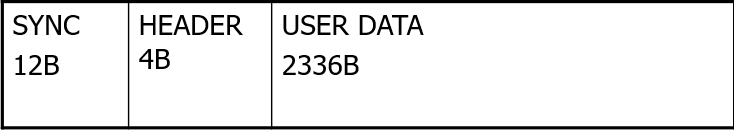 SYNC
12B
HEADER
4B
USER DATA
2336B